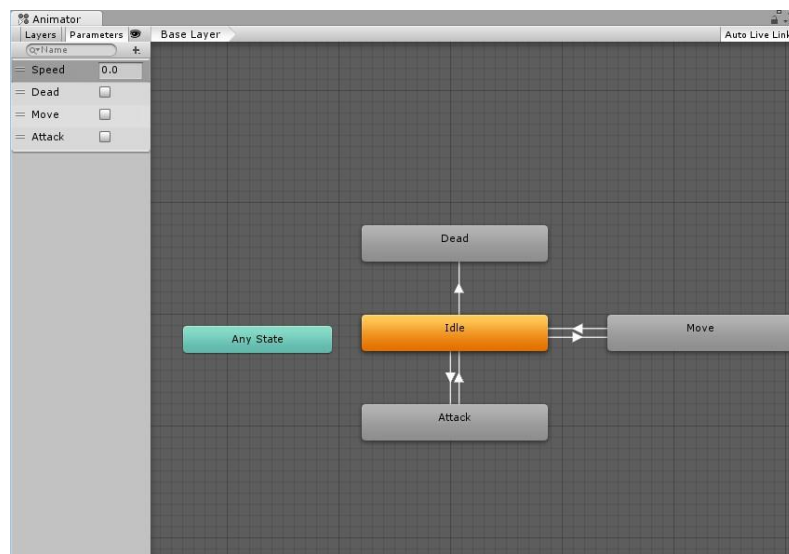 Animator
Layers Parameters Base Layer Auto Live Link
Name
Speed 0.0
Dead
Move
Attack
Dead
Idle Move
Any State
Attack